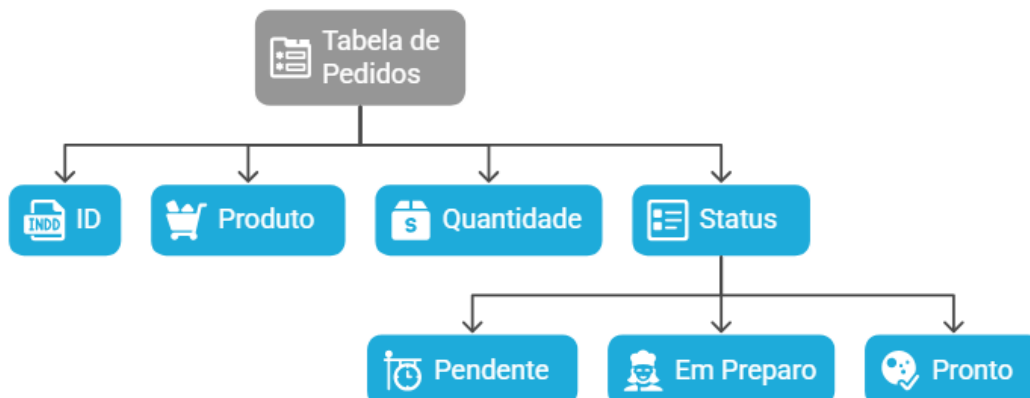 Tabela de
Pedidos
INDD ID
Produto
S Quantidade
Status
Pendente
Em Preparo
Pronto